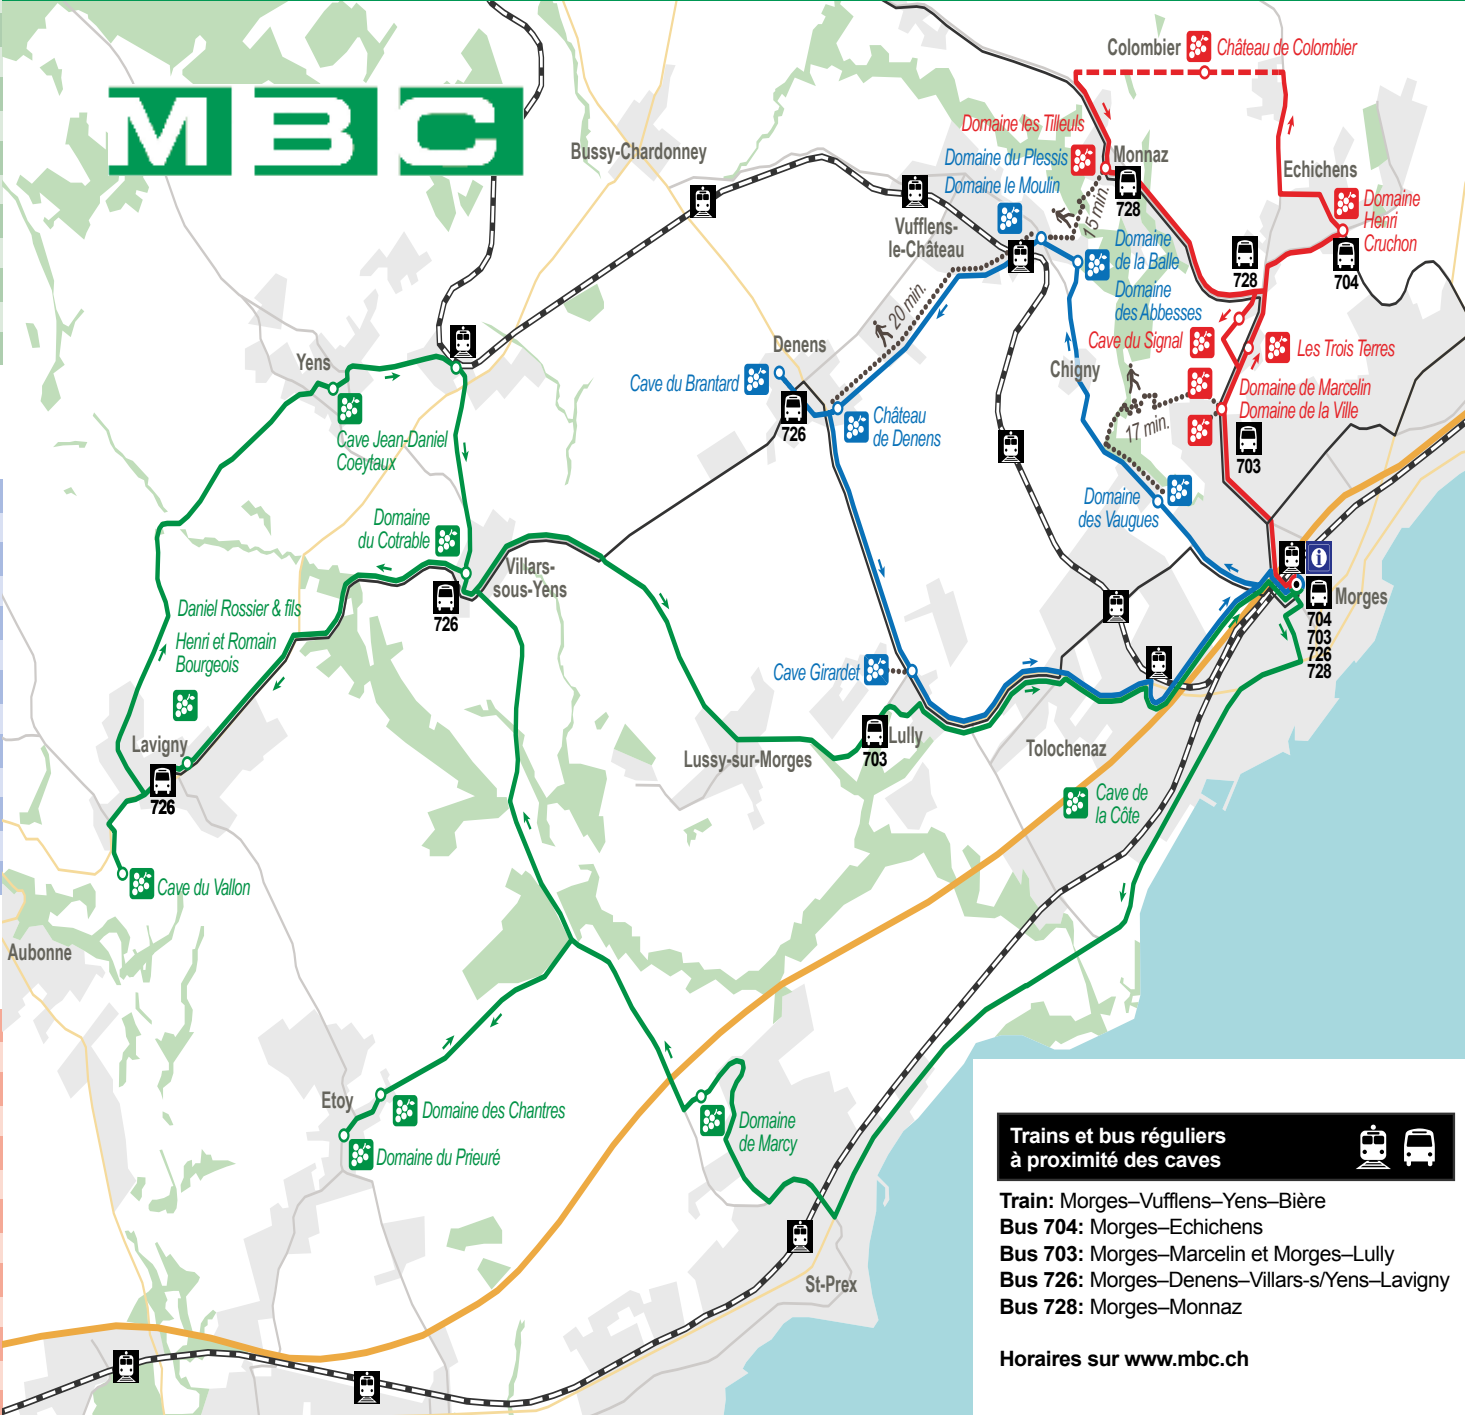 MBC
Colombier
Château de Colombier
Domaine les Tilleuls
Bussy-Chardonney
Domaine du Plessis
Monnaz
Domaine le Moulin
Echichens
728
15 min.
Domaine
Henri
Cruchon
Vufflens-
le-Château
Domaine
de la Balle
728
704
Domaine
des Abbesses
20 min.
Cave du Signal
Les Trois Terres
Denens
Yens
Chigny
Cave du Brantard
Domaine de Marcelin
Domaine de la Ville
726
Château
de Denens
17 min.
703
Cave Jean-Daniel
Coeytaux
Domaine
des Vaugues
Domaine
du Cotrable
Villars-
sous-Yens
726
Morges
704
703
726
728
Daniel Rossier & fils
Henri et Romain
Bourgeois
Cave Girardet
Lavigny
726
Lully
703
Lussy-sur-Morges
Tolochenaz
Cave de
la Côte
Cave du Vallon
Aubonne
Etoy
Domaine des Chantres
Domaine du Prieuré
Domaine
de Marcy
St-Prex
Trains et bus réguliers
à proximité des caves
Train: Morges–Vufflens–Yens–Bière
Bus 704: Morges–Echichens
Bus 703: Morges–Marcelin et Morges–Lully
Bus 726: Morges–Denens–Villars-s/Yens–Lavigny
Bus 728: Morges–Monnaz
Horaires sur www.mbc.ch